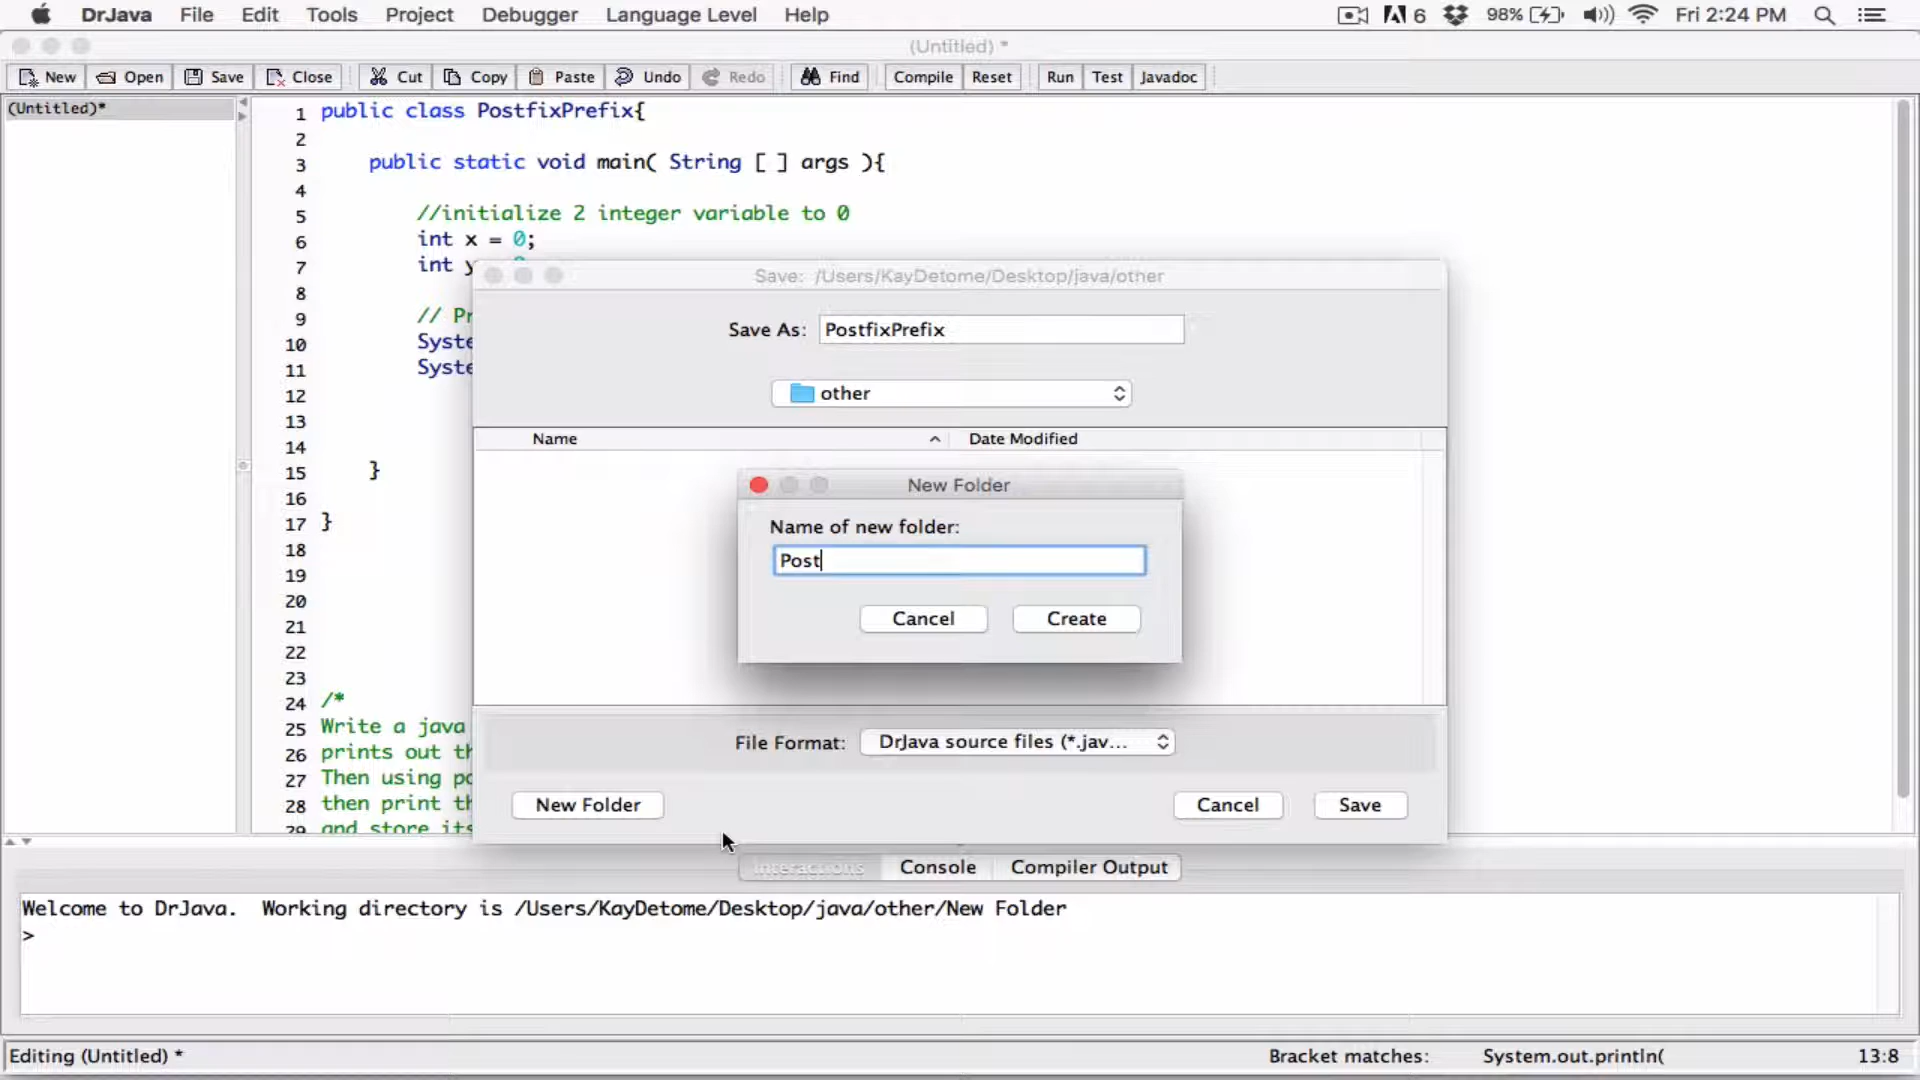 DrJava File Edit Tools Project Debugger Language Level Help 6 98% Fri 2:24 PM
(Untitled) *
New Open Save Close Cut Copy Paste Undo Redo Find Compile Reset Run Test Javadoc
(Untitled)*
1 public class PostfixPrefix{
2
3 public static void main( String [ ] args ){
4
5 //initialize 2 integer variable to 0
6 int x = 0;
7 int y
8
9 // Pr
10 Syste
11 Syste
12
13
14
15 }
16
17 }
18
19
20
21
22
23
24 /*
25 Write a java
26 prints out th
27 Then using po
28 then print th
29 and store its
Save: /Users/KayDetome/Desktop/java/other
Save As: PostfixPrefix
other
Name Date Modified
New Folder
Name of new folder:
Post
Cancel Create
File Format: DrJava source files (*.jav...
New Folder Cancel Save
Interactions Console Compiler Output
Welcome to DrJava. Working directory is /Users/KayDetome/Desktop/java/other/New Folder
>
Editing (Untitled) * Bracket matches: System.out.println( 13:8